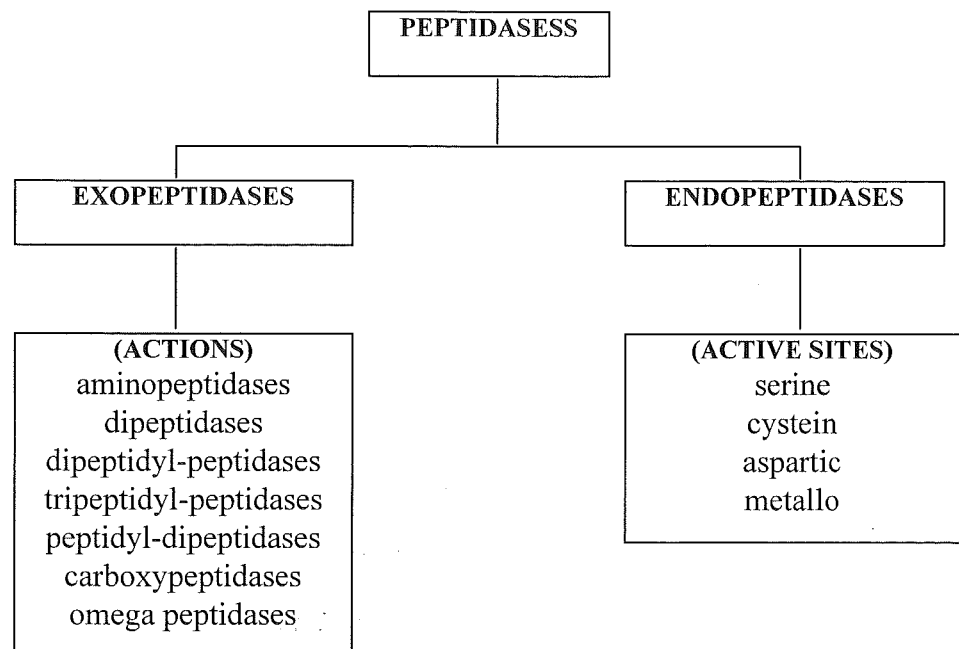 PEPTIDASESS
EXOPEPTIDASES
ENDOPEPTIDASES
(ACTIONS)
aminopeptidases
dipeptidases
dipeptidyl-peptidases
tripeptidyl-peptidases
peptidyl-dipeptidases
carboxypeptidases
omega peptidases
(ACTIVE SITES)
serine
cystein
aspartic
metallo